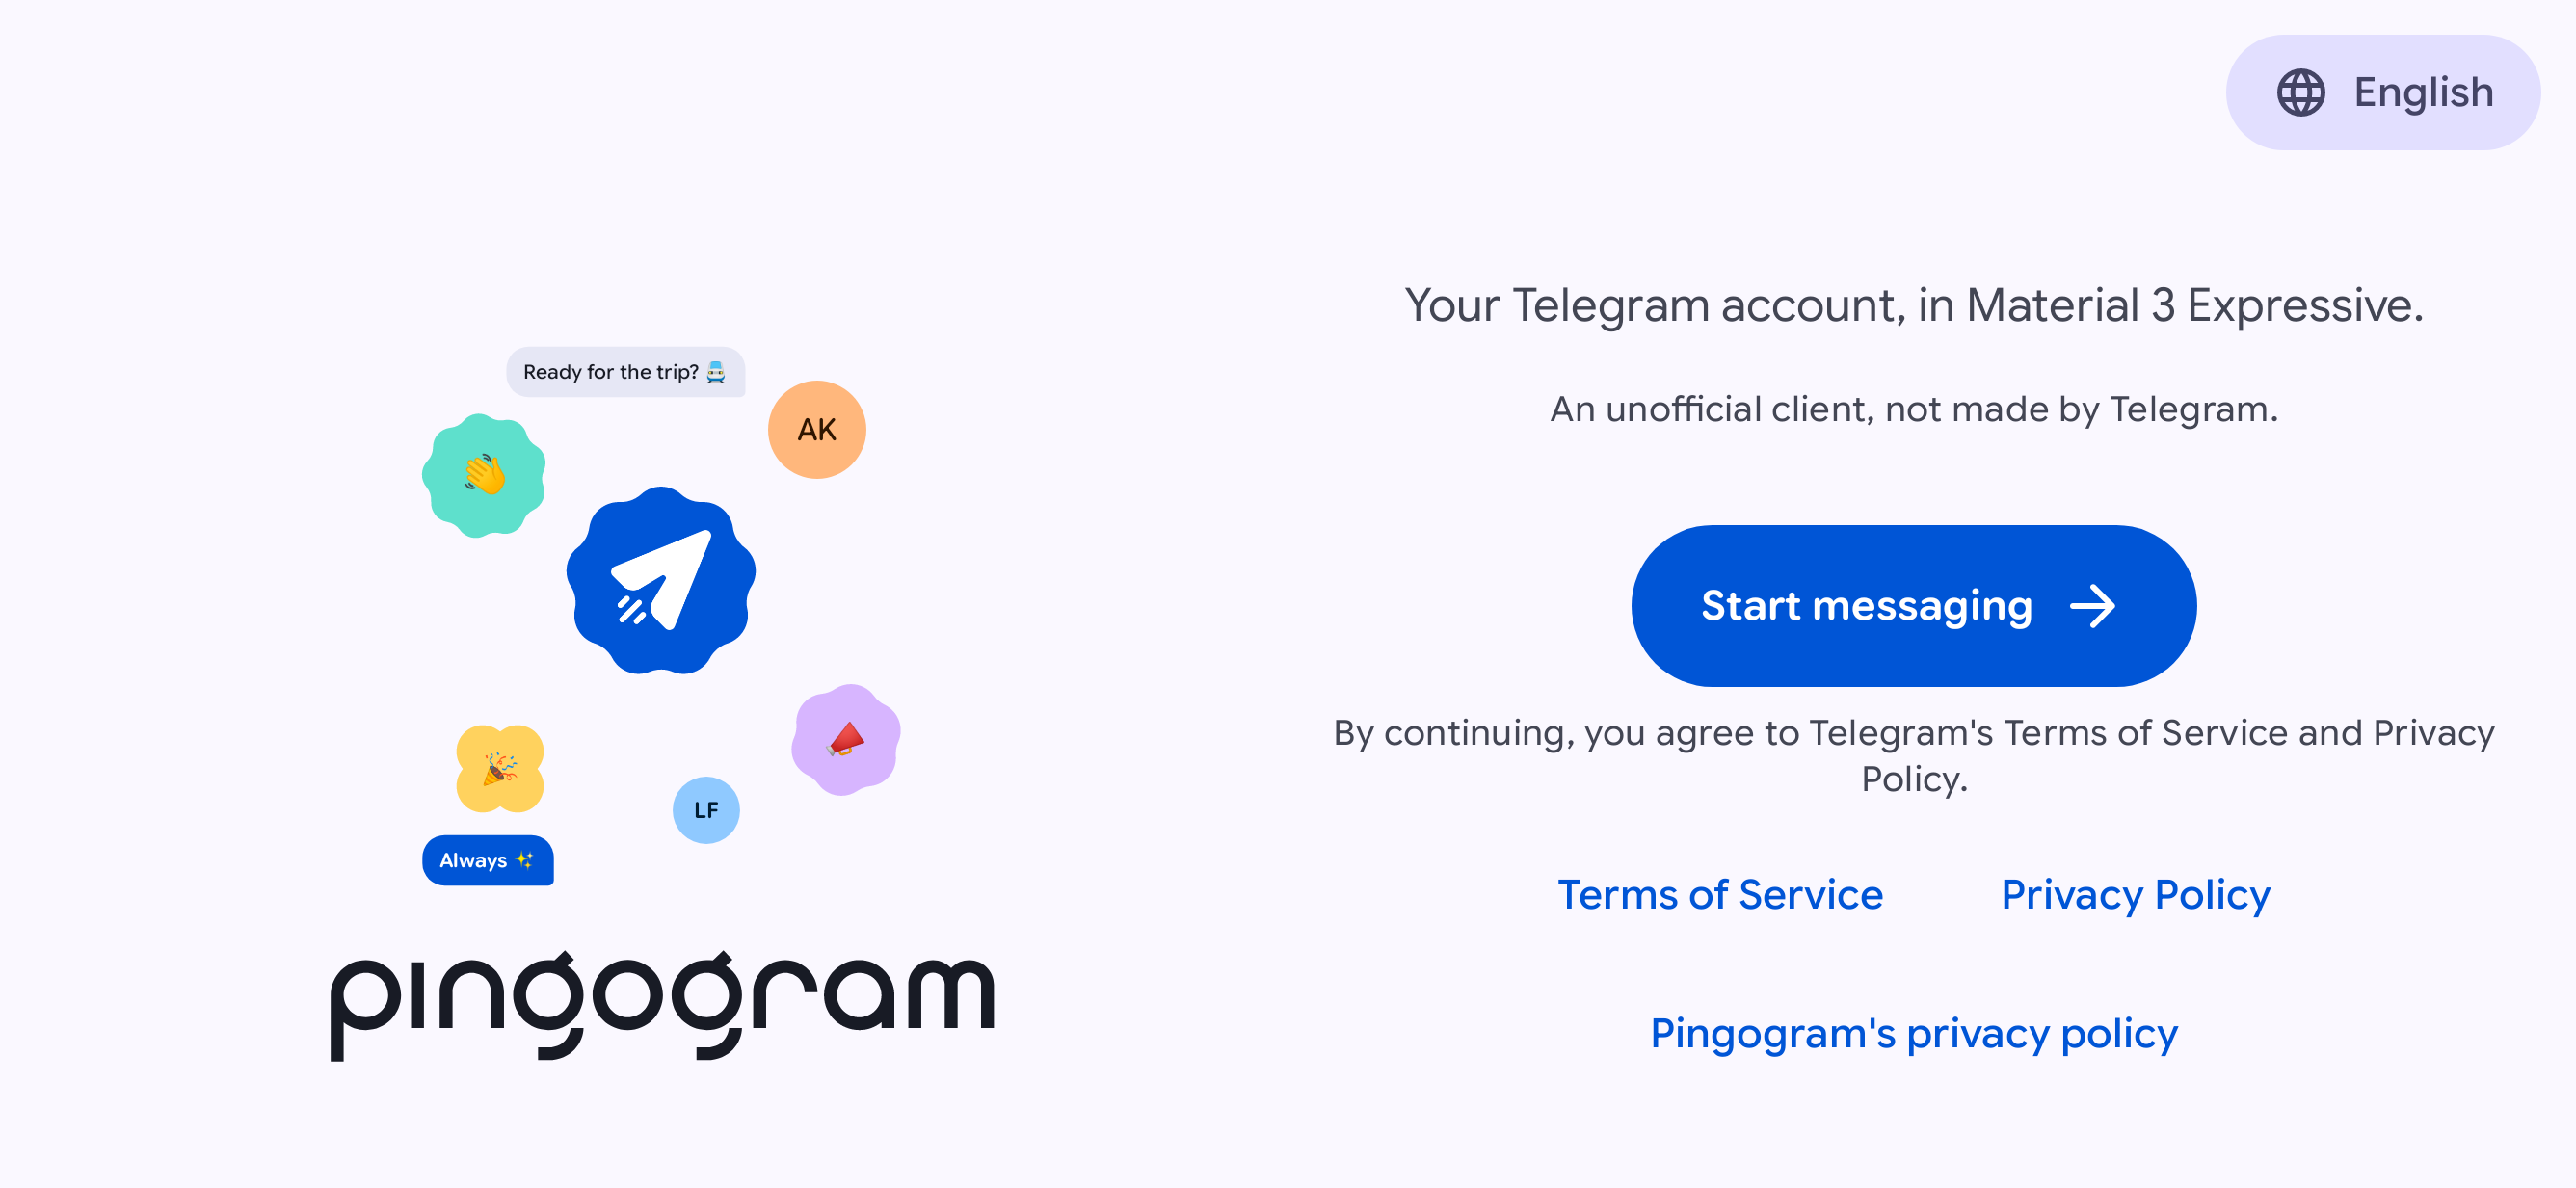 English
Ready for the trip? 🚊
AK
👋
🎉
LF
📣
Always ✨
pingogram
Your Telegram account, in Material 3 Expressive.
An unofficial client, not made by Telegram.
Start messaging →
By continuing, you agree to Telegram's Terms of Service and Privacy
Policy.
Terms of Service
Privacy Policy
Pingogram's privacy policy